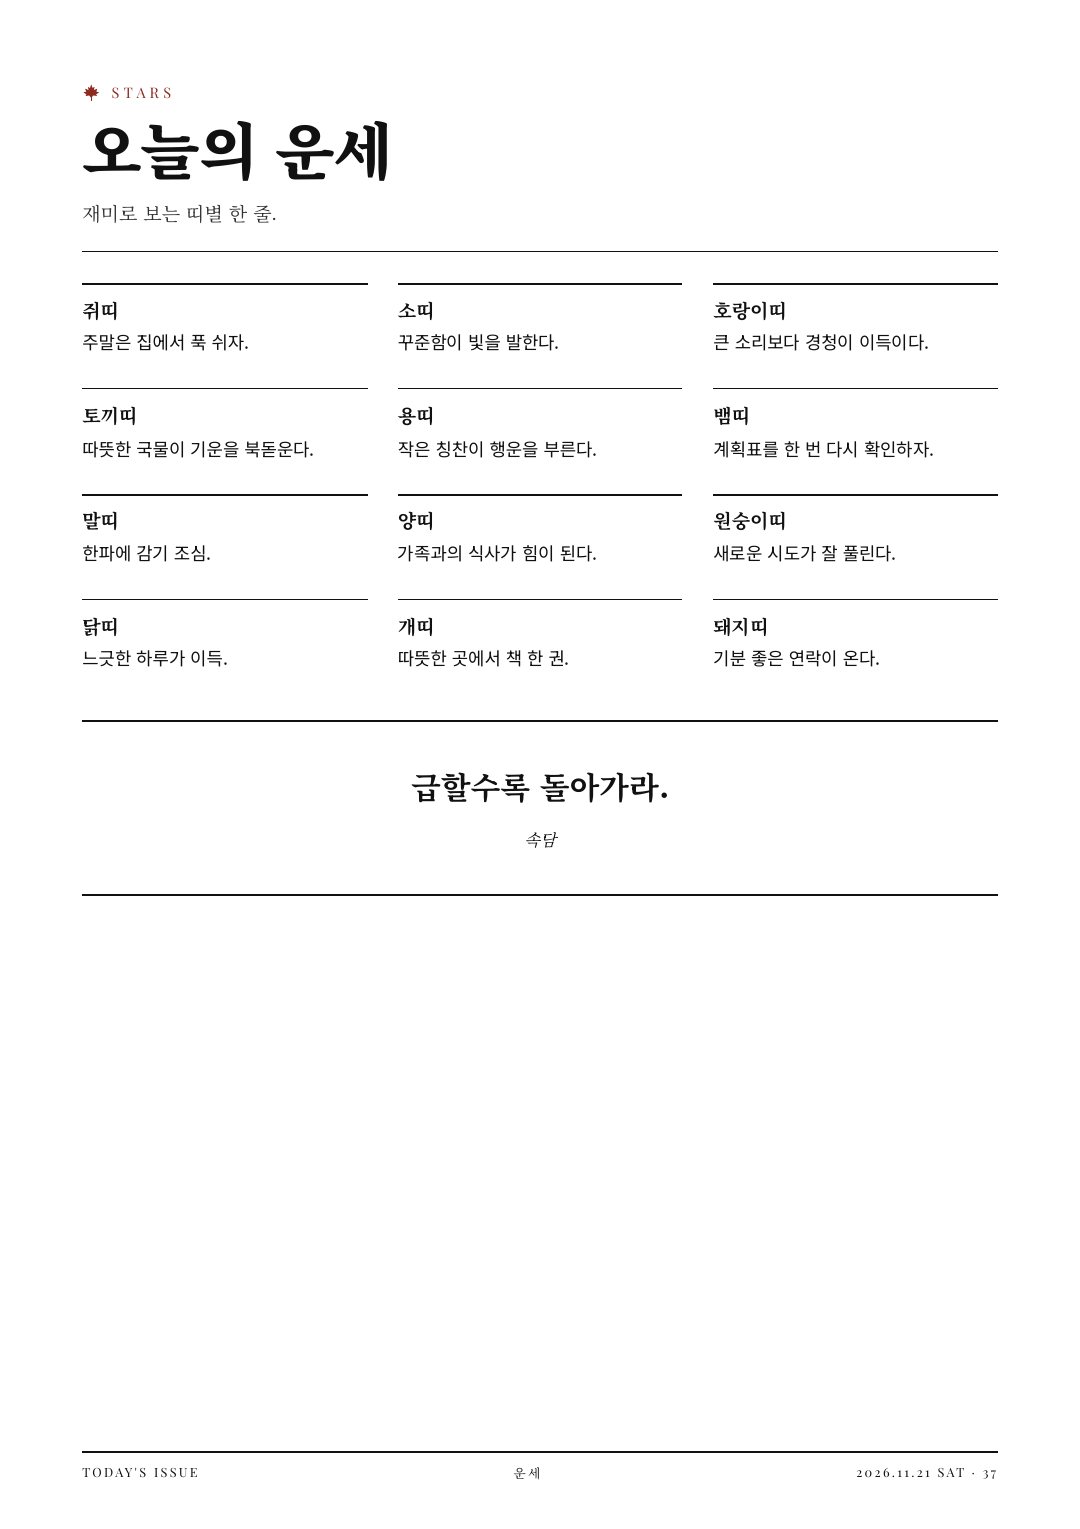 STARS
오늘의 운세
재미로 보는 띠별 한 줄.
쥐띠
주말은 집에서 푹 쉬자.
소띠
꾸준함이 빛을 발한다.
호랑이띠
큰 소리보다 경청이 이득이다.
토끼띠
따뜻한 국물이 기운을 북돋운다.
용띠
작은 칭찬이 행운을 부른다.
뱀띠
계획표를 한 번 다시 확인하자.
말띠
한파에 감기 조심.
양띠
가족과의 식사가 힘이 된다.
원숭이띠
새로운 시도가 잘 풀린다.
닭띠
느긋한 하루가 이득.
개띠
따뜻한 곳에서 책 한 권.
돼지띠
기분 좋은 연락이 온다.
급할수록 돌아가라.
속담
TODAY'S ISSUE
운세
2026.11.21 SAT · 37